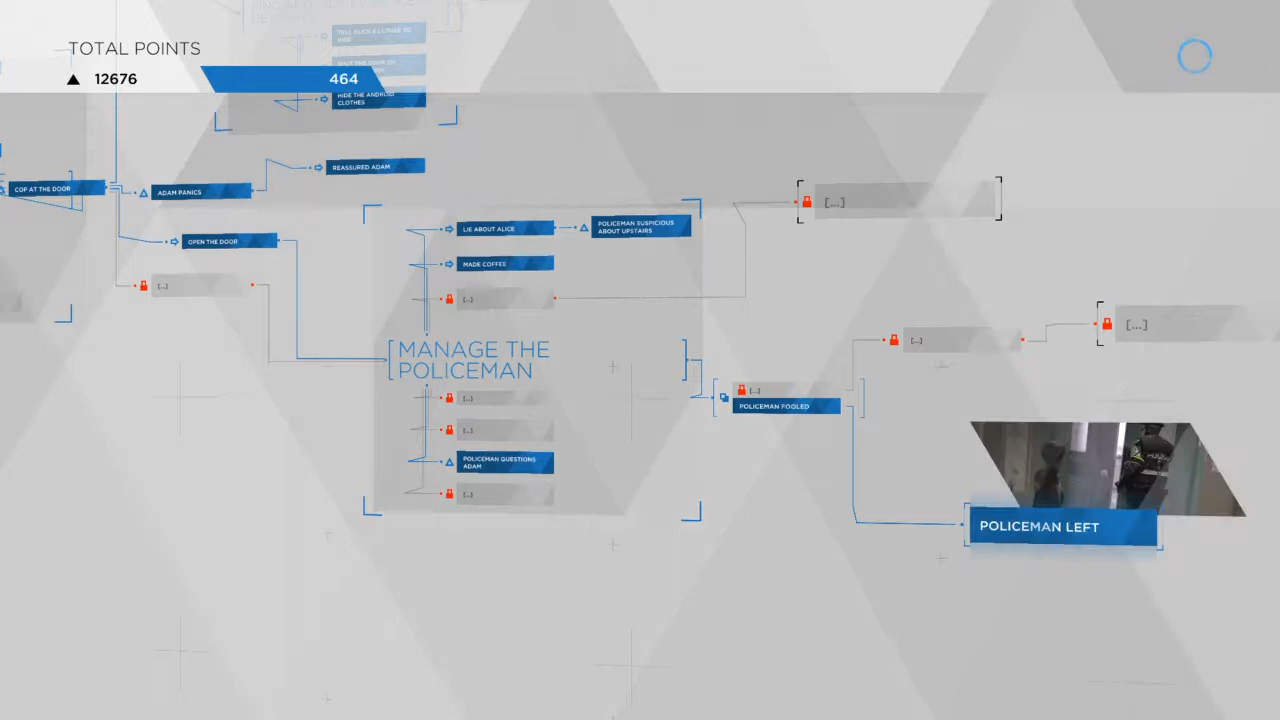 TELL ALICE & LUTHER TO
HIDE
TOTAL POINTS
12676
464
HIDE THE ANDROID
CLOTHES
REASSURED ADAM
COP AT THE DOOR
ADAM PANICS
[...]
LIE ABOUT ALICE
POLICEMAN SUSPICIOUS
ABOUT UPSTAIRS
OPEN THE DOOR
MADE COFFEE
[...]
[...]
[...]
[...]
MANAGE THE
POLICEMAN
[...]
[...]
POLICEMAN FOOLED
[...]
POLICEMAN QUESTIONS
ADAM
[...]
POLICEMAN LEFT